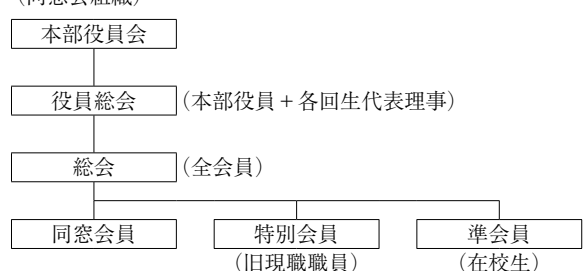 （同窓会組織）
本部役員会
役員総会 （本部役員 + 各回生代表理事）
総会 （全会員）
同窓会員 特別会員 準会員
（旧現職職員） （在校生）